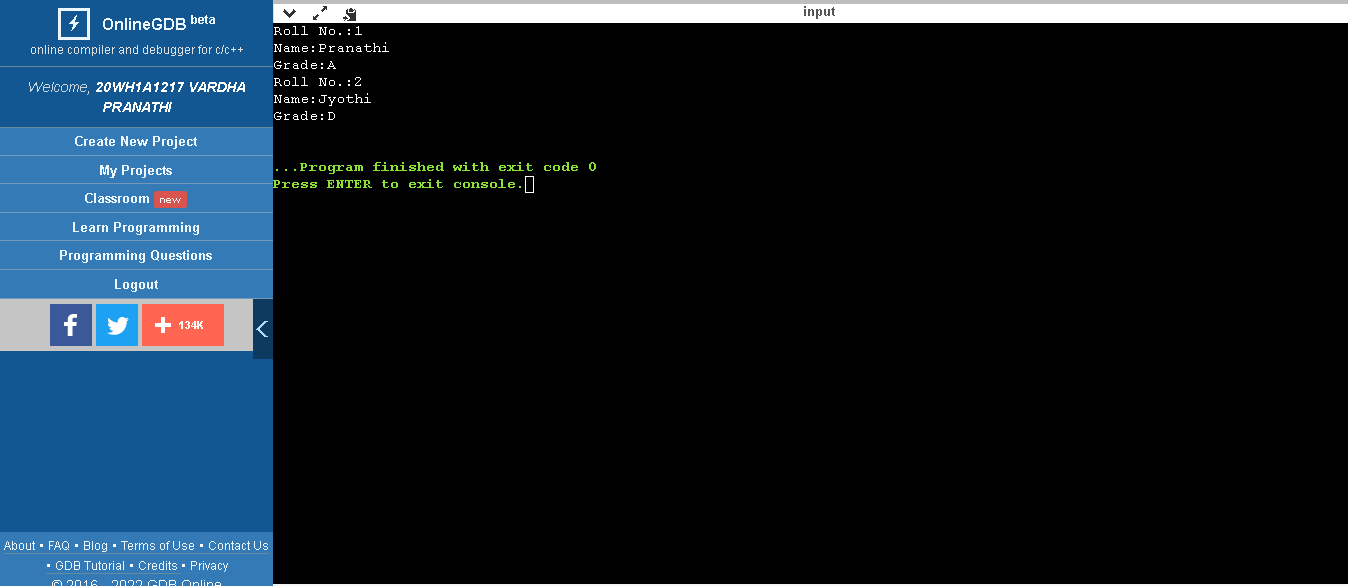 OnlineGDB beta
online compiler and debugger for c/c++
Welcome, 20WH1A1217 VARDHA
PRANATHI
Create New Project
My Projects
Classroom new
Learn Programming
Programming Questions
Logout
134K
About • FAQ • Blog • Terms of Use • Contact Us
• GDB Tutorial • Credits • Privacy
© 2016 - 2022 GDB Online
input
Roll No.:1
Name:Pranathi
Grade:A
Roll No.:2
Name:Jyothi
Grade:D
...Program finished with exit code 0
Press ENTER to exit console.